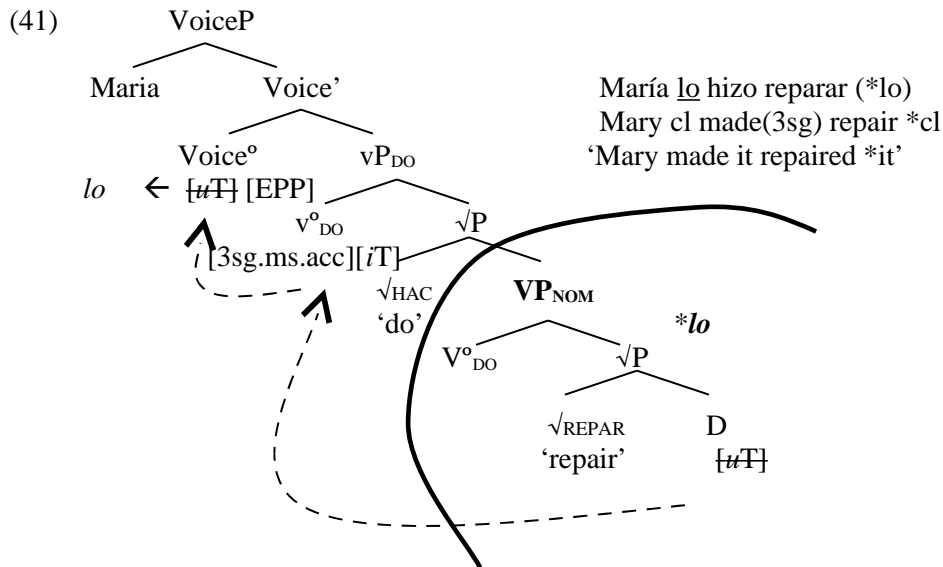 (41) VoiceP
Maria Voice’
María lo hizo reparar (*lo)
Mary cl made(3sg) repair *cl
Voiceº vP_DO
‘Mary made it repaired *it’
lo ← [uT] [EPP]
vº_DO √P
[3sg.ms.acc][iT]
√HAC VP_NOM
‘do’ *lo
Vº_DO √P
√REPAR D
‘repair’ [uT]